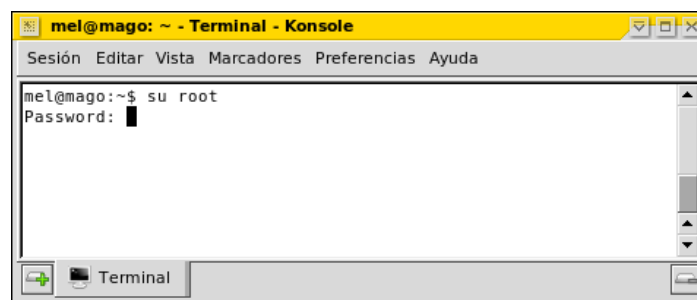 mel@mago: ~ - Terminal - Konsole
Sesión Editar Vista Marcadores Preferencias Ayuda
mel@mago:~$ su root
Password:
Terminal